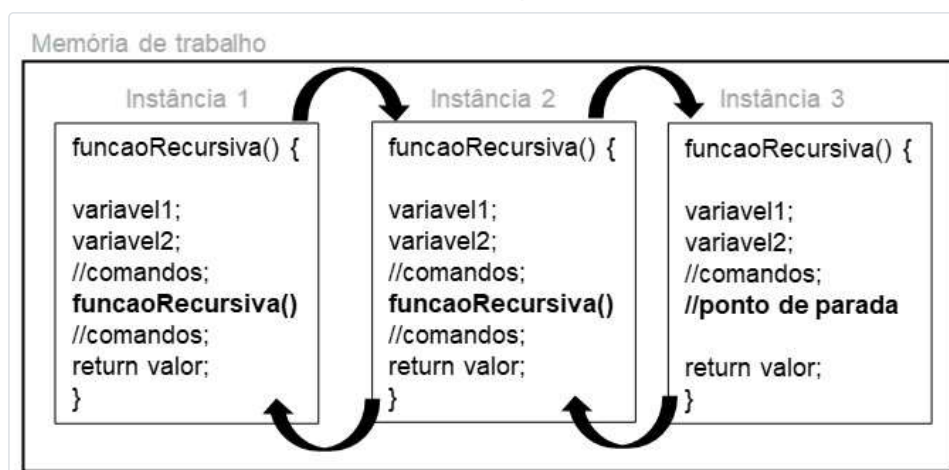 Memória de trabalho
Instância 1
funcaoRecursiva() {
variavel1;
variavel2;
//comandos;
funcaoRecursiva()
//comandos;
return valor;
}
Instância 2
funcaoRecursiva() {
variavel1;
variavel2;
//comandos;
funcaoRecursiva()
//comandos;
return valor;
}
Instância 3
funcaoRecursiva() {
variavel1;
variavel2;
//comandos;
//ponto de parada
return valor;
}